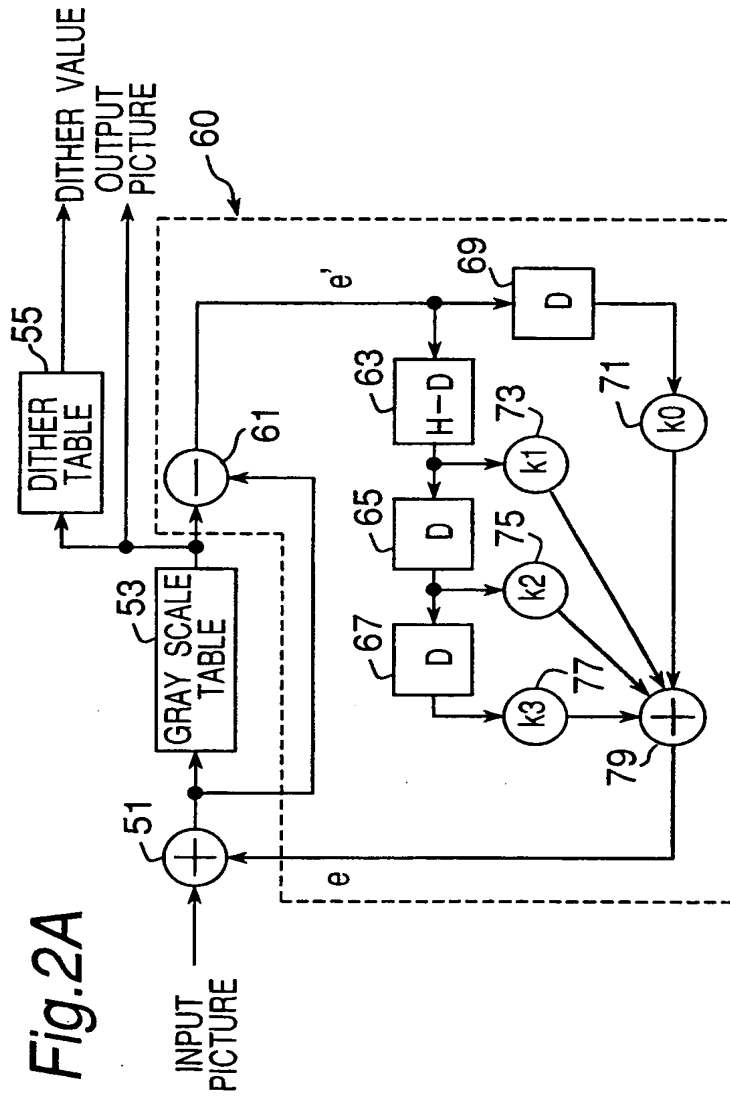 Fig.2A
DITHER VALUE
OUTPUT
PICTURE
55
DITHER
TABLE
60
53
GRAY SCALE
TABLE
51
+
INPUT
PICTURE
61
−
e'
e
63
H-D
65
D
67
D
69
D
71
k0
73
k1
75
k2
77
k3
79
+